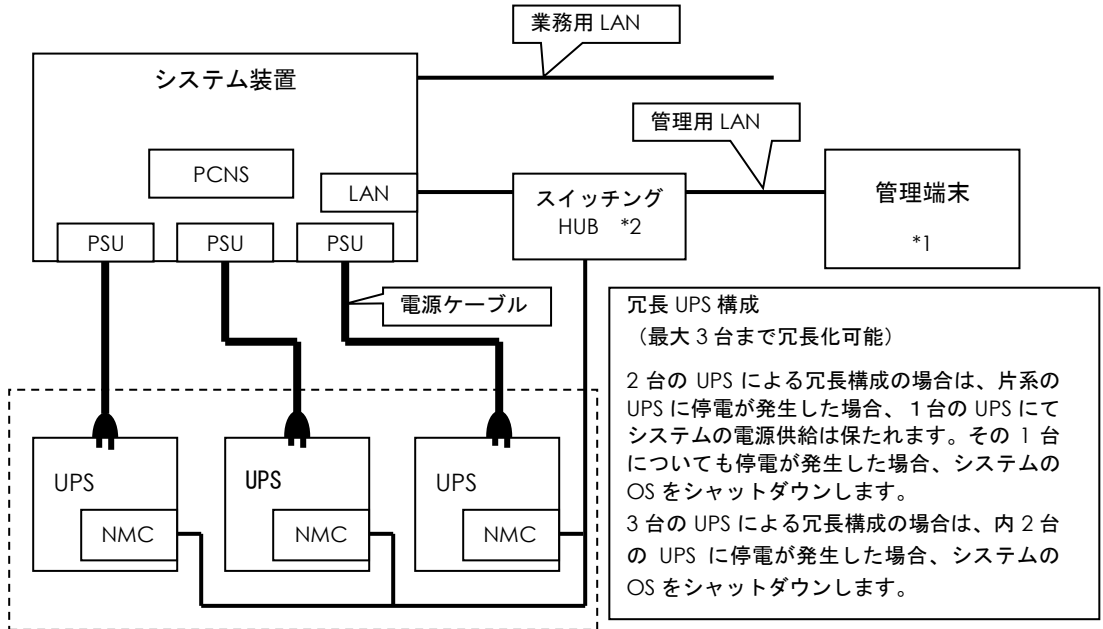 業務用 LAN
システム装置
管理用 LAN
PCNS
LAN
スイッチング
HUB *2
管理端末
*1
PSU
PSU
PSU
電源ケーブル
冗長 UPS 構成
（最大 3 台まで冗長化可能）
2 台の UPS による冗長構成の場合は、片系の
UPS に停電が発生した場合、１台の UPS にて
システムの電源供給は保たれます。その 1 台
についても停電が発生した場合、システムの
OS をシャットダウンします。
3 台の UPS による冗長構成の場合は、内 2 台
の UPS に停電が発生した場合、システムの
OS をシャットダウンします。
UPS
UPS
UPS
NMC
NMC
NMC